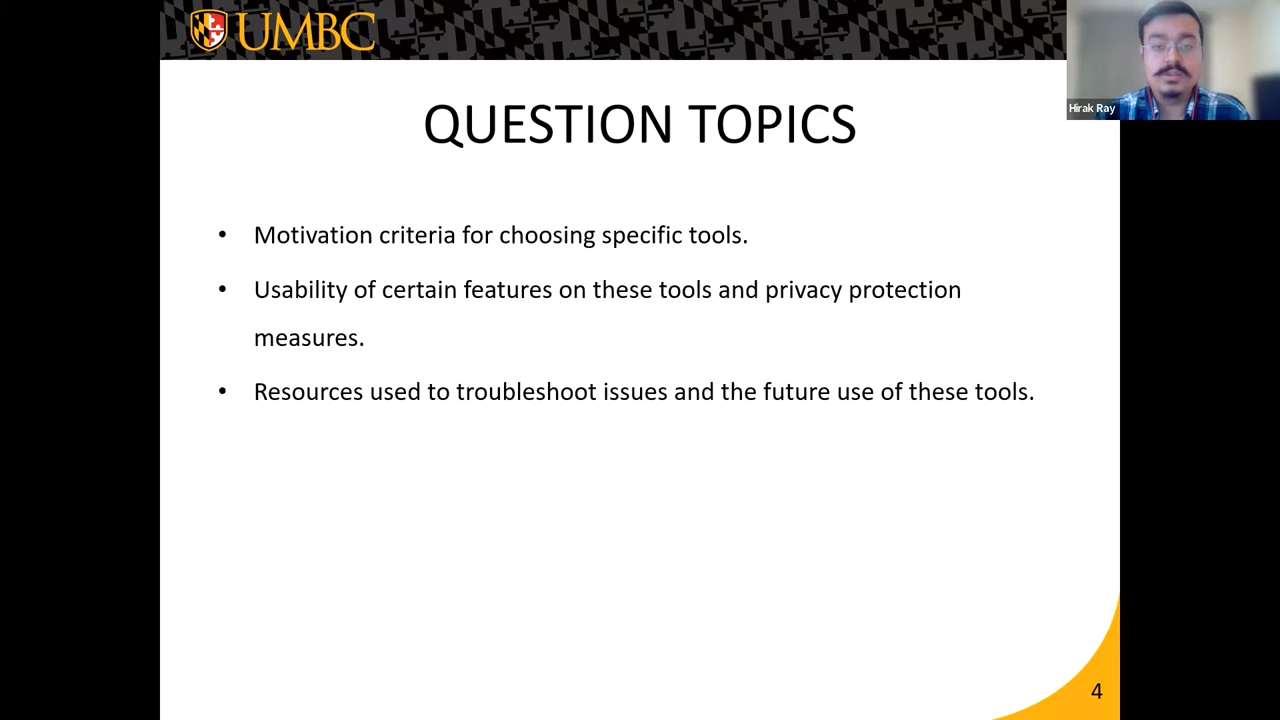 UMBC
Hirak Ray
QUESTION TOPICS
• Motivation criteria for choosing specific tools.
• Usability of certain features on these tools and privacy protection
measures.
• Resources used to troubleshoot issues and the future use of these tools.
4